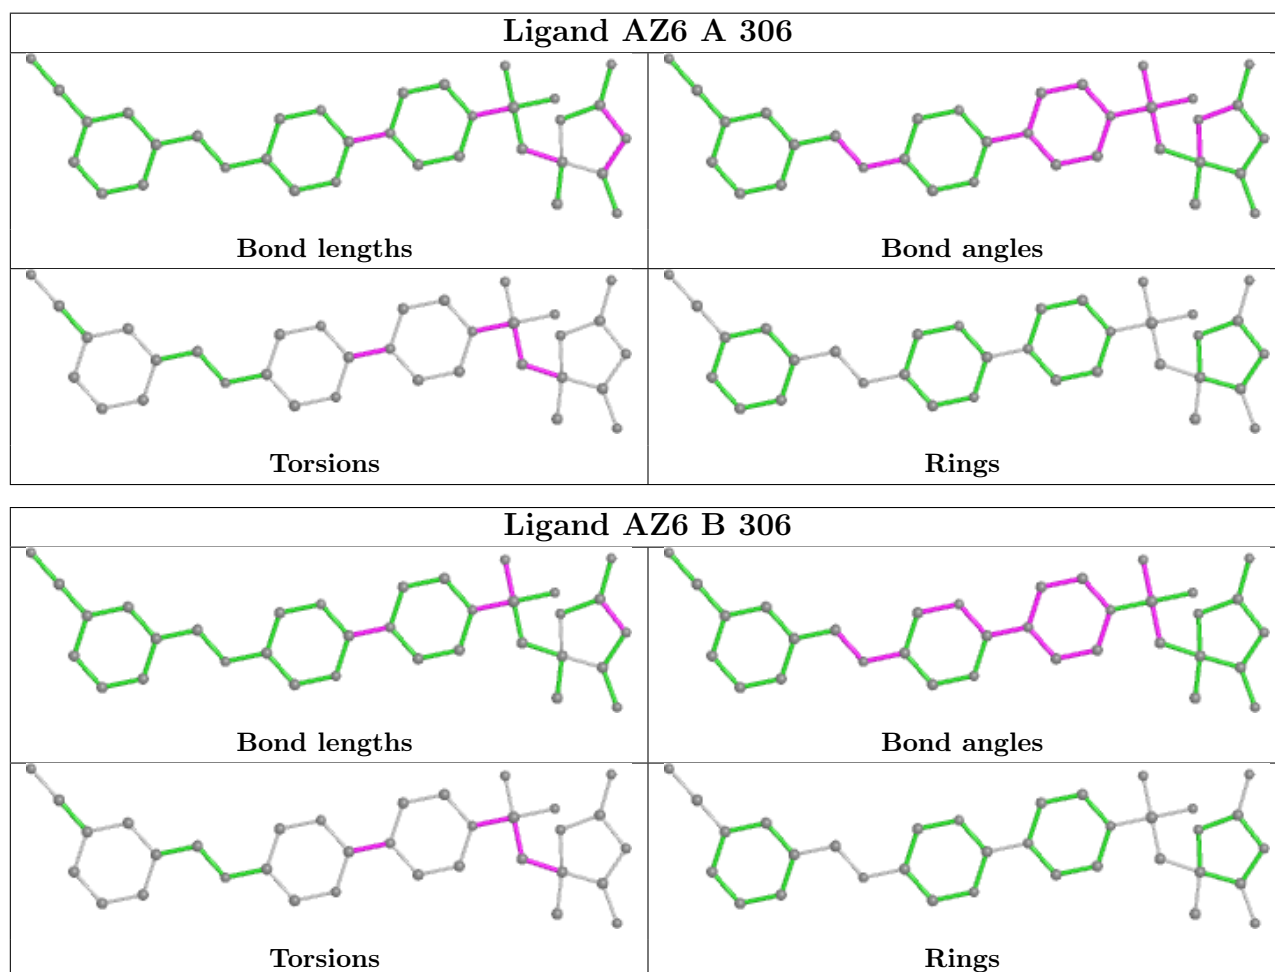 Ligand AZ6 A 306
Bond lengths
Bond angles
Torsions
Rings
Ligand AZ6 B 306
Bond lengths
Bond angles
Torsions
Rings